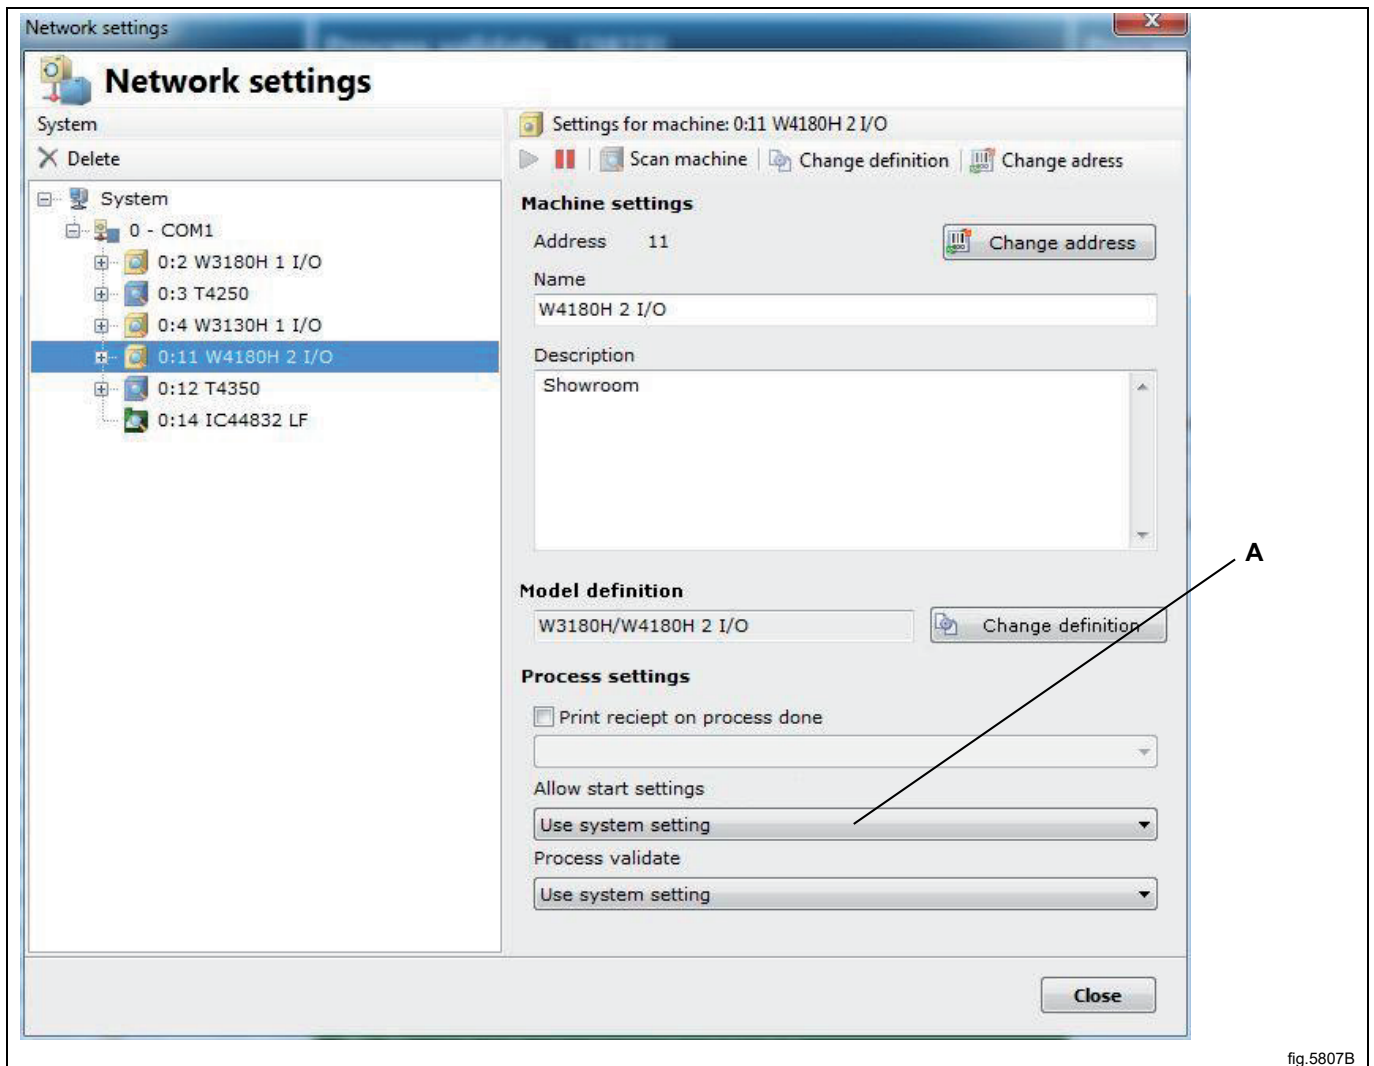 Network settings
Network settings
System
Delete
System
0 - COM1
0:2 W3180H 1 I/O
0:3 T4250
0:4 W3130H 1 I/O
0:11 W4180H 2 I/O
0:12 T4350
0:14 IC44832 LF
Settings for machine: 0:11 W4180H 2 I/O
Scan machine
Change definition
Change adress
Machine settings
Address 11
Change address
Name
W4180H 2 I/O
Description
Showroom
Model definition
W3180H/W4180H 2 I/O
Change definition
Process settings
Print reciept on process done
Allow start settings
Use system setting
Process validate
Use system setting
Close
A
fig.5807B